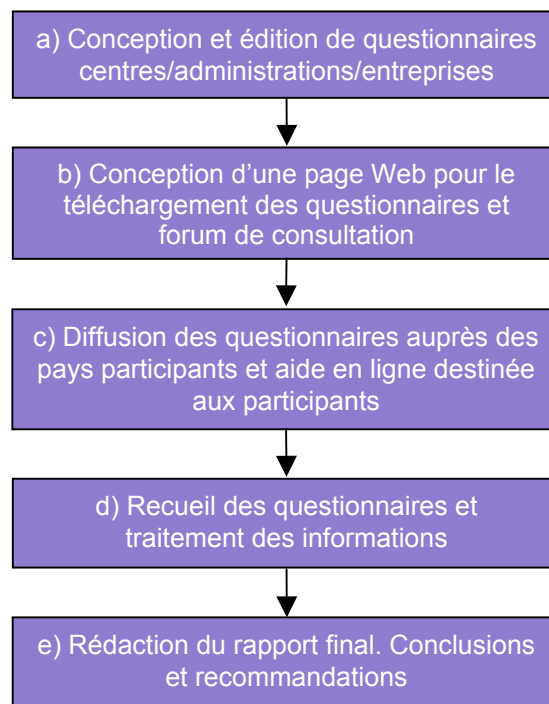 a) Conception et édition de questionnaires
centres/administrations/entreprises
b) Conception d’une page Web pour le
téléchargement des questionnaires et
forum de consultation
c) Diffusion des questionnaires auprès des
pays participants et aide en ligne destinée
aux participants
d) Recueil des questionnaires et
traitement des informations
e) Rédaction du rapport final. Conclusions
et recommandations